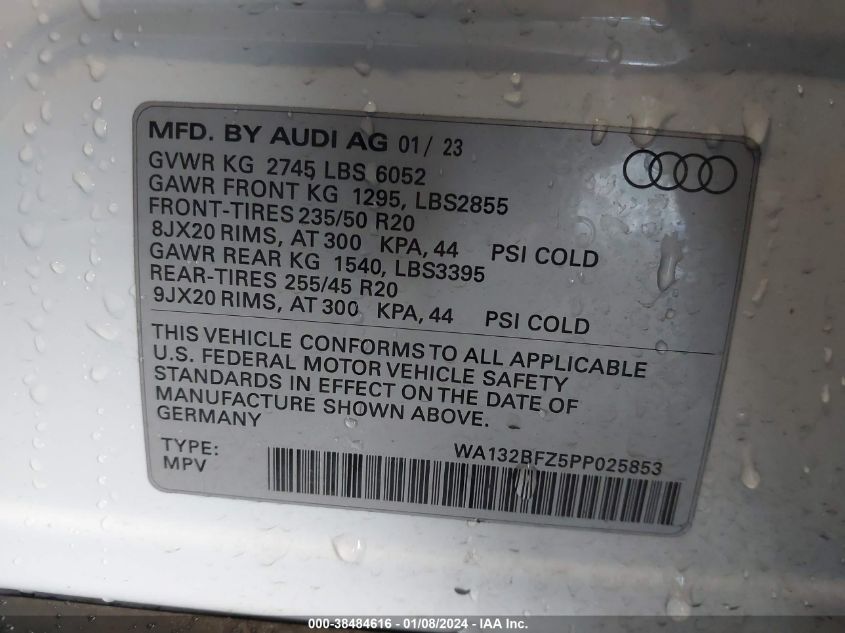 MFD. BY AUDI AG 01/ 23
GVWR KG 2745 LBS 6052
GAWR FRONT KG 1295, LBS2855
FRONT-TIRES 235/50 R20
8JX20 RIMS, AT 300 KPA, 44 PSI COLD
GAWR REAR KG 1540, LBS3395
REAR-TIRES 255/45 R20
9JX20 RIMS, AT 300 KPA, 44 PSI COLD
THIS VEHICLE CONFORMS TO ALL APPLICABLE
U.S. FEDERAL MOTOR VEHICLE SAFETY
STANDARDS IN EFFECT ON THE DATE OF
MANUFACTURE SHOWN ABOVE.
GERMANY
WA132BFZ5PP025853
TYPE:
MPV
000-38484616 - 01/08/2024 - IAA Inc.